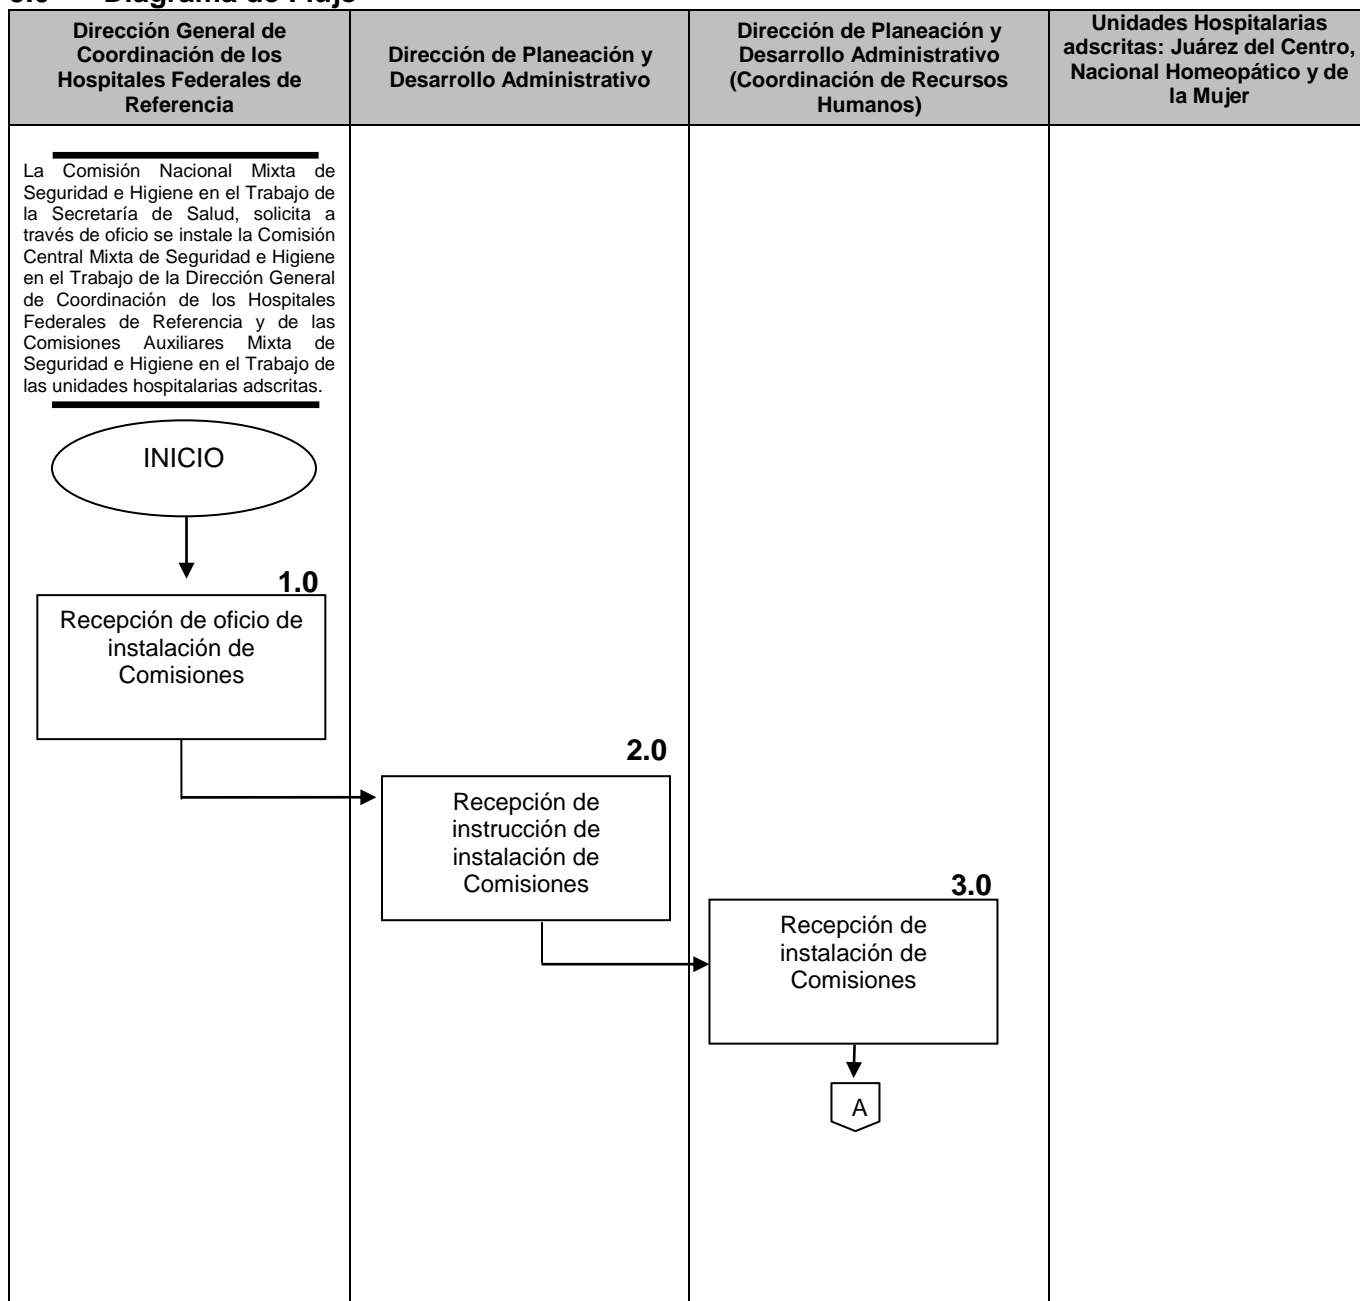 Diagrama de Flujo
Dirección General de
Coordinación de los
Hospitales Federales de
Referencia
Dirección de Planeación y
Desarrollo Administrativo
Dirección de Planeación y
Desarrollo Administrativo
(Coordinación de Recursos
Humanos)
Unidades Hospitalarias
adscritas: Juárez del Centro,
Nacional Homeopático y de
la Mujer
La Comisión Nacional Mixta de
Seguridad e Higiene en el Trabajo de
la Secretaría de Salud, solicita a
través de oficio se instale la Comisión
Central Mixta de Seguridad e Higiene
en el Trabajo de la Dirección General
de Coordinación de los Hospitales
Federales de Referencia y de las
Comisiones Auxiliares Mixta de
Seguridad e Higiene en el Trabajo de
las unidades hospitalarias adscritas.
INICIO
1.0
Recepción de oficio de
instalación de
Comisiones
2.0
Recepción de
instrucción de
instalación de
Comisiones
3.0
Recepción de
instalación de
Comisiones
A